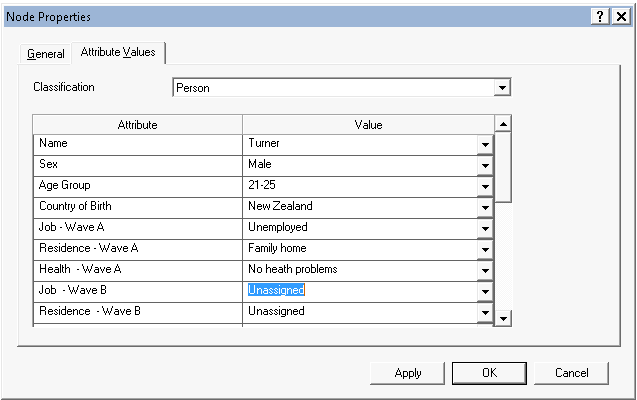 Node Properties
General Attribute Values
Classification Person
Attribute Value
Name Turner
Sex Male
Age Group 21-25
Country of Birth New Zealand
Job - Wave A Unemployed
Residence - Wave A Family home
Health - Wave A No heath problems
Job - Wave B Unassigned
Residence - Wave B Unassigned
Apply OK Cancel